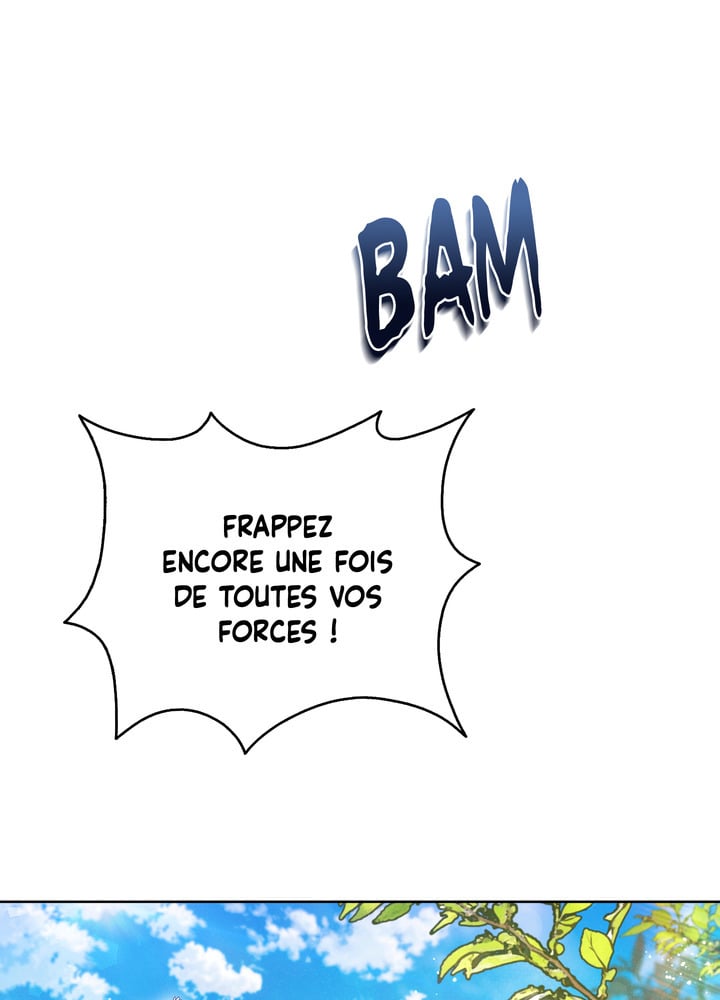 BAM
FRAPPEZ
ENCORE UNE FOIS
DE TOUTES VOS
FORCES !